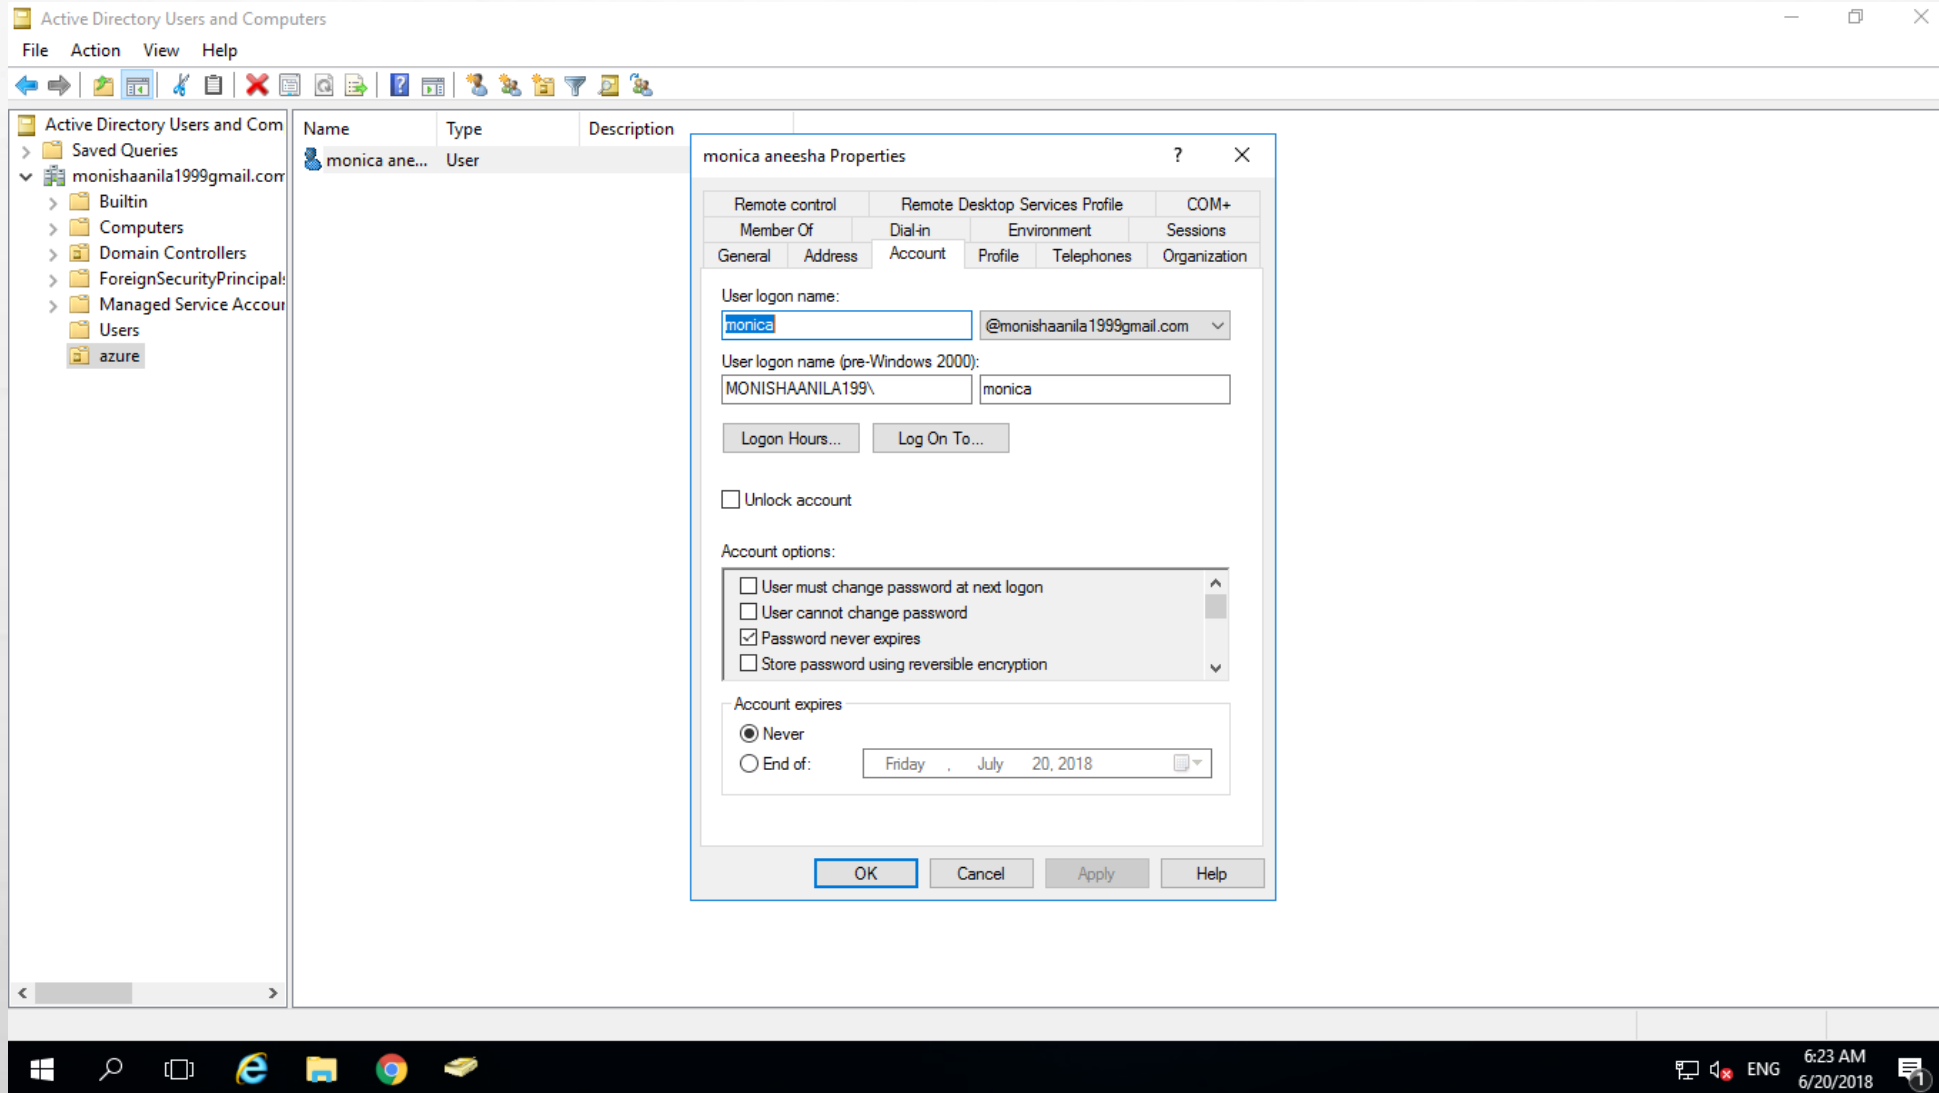 Active Directory Users and Computers
File Action View Help
Active Directory Users and Com
Saved Queries
monishaanila1999gmail.com
Builtin
Computers
Domain Controllers
ForeignSecurityPrincipals
Managed Service Accour
Users
azure
Name Type Description
monica ane... User
monica aneesha Properties ?
Remote control Remote Desktop Services Profile COM+
Member Of Dial-in Environment Sessions
General Address Account Profile Telephones Organization
User logon name:
monica @monishaanila1999gmail.com
User logon name (pre-Windows 2000):
MONISHAANILA199\ monica
Logon Hours... Log On To...
Unlock account
Account options:
User must change password at next logon
User cannot change password
Password never expires
Store password using reversible encryption
Account expires
Never
End of: Friday , July 20, 2018
OK Cancel Apply Help
ENG
6:23 AM
6/20/2018
1